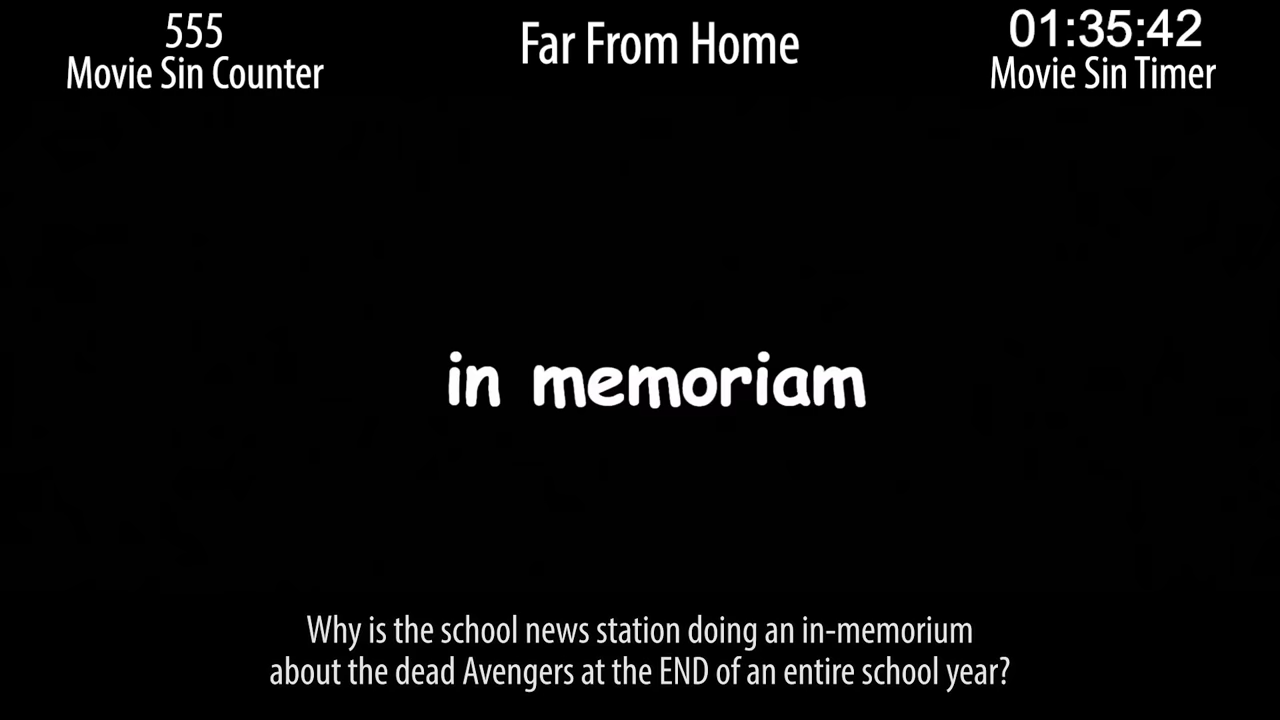 555
Movie Sin Counter
Far From Home
01:35:42
Movie Sin Timer
in memoriam
Why is the school news station doing an in-memorium
about the dead Avengers at the END of an entire school year?